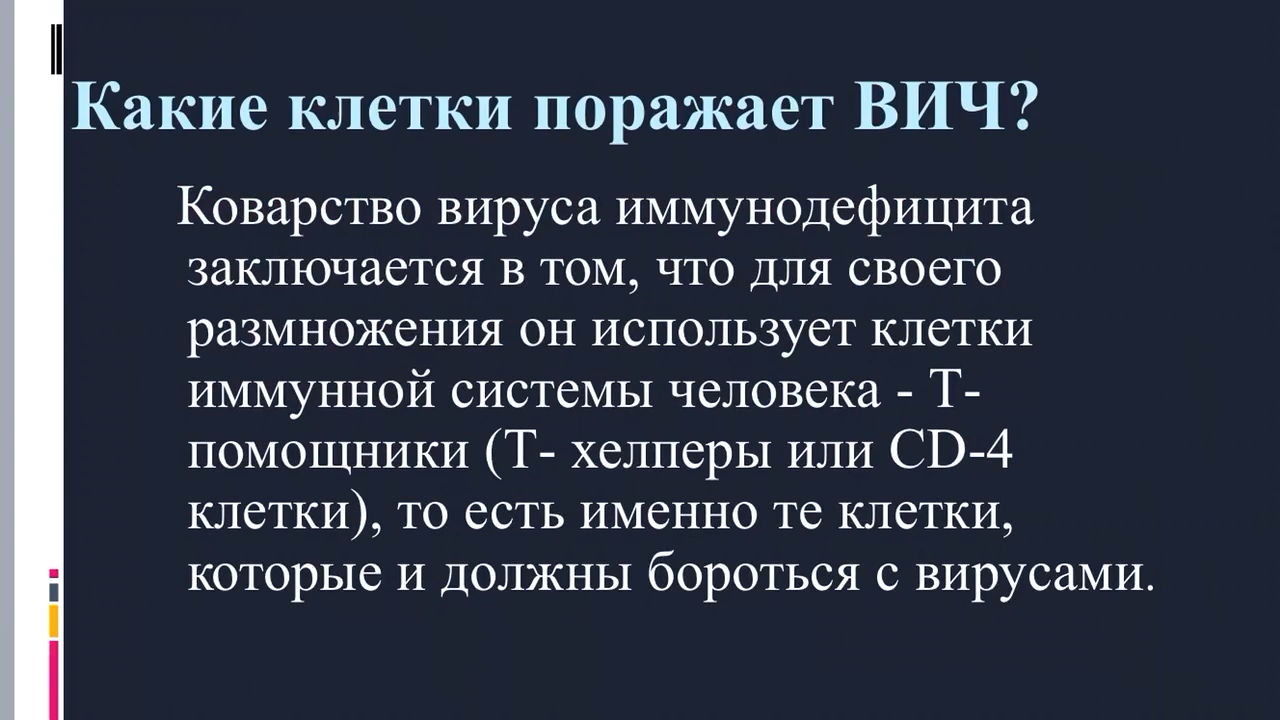 Какие клетки поражает ВИЧ?
Коварство вируса иммунодефицита
заключается в том, что для своего
размножения он использует клетки
иммунной системы человека - Т-
помощники (Т- хелперы или CD-4
клетки), то есть именно те клетки,
которые и должны бороться с вирусами.